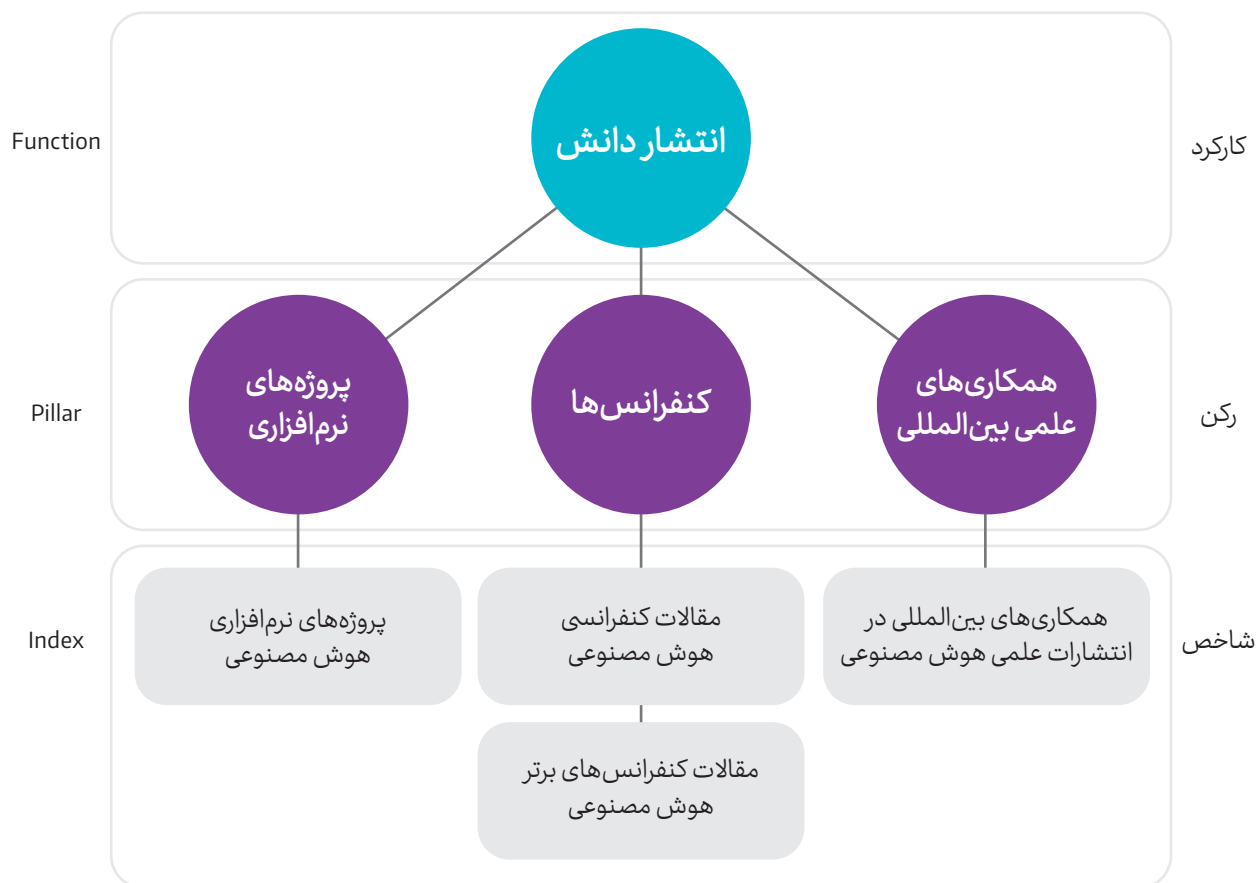 انتشار دانش
Function
کارکرد
همکاری‌های
علمی بین‌المللی
کنفرانس‌ها
پروژه‌های
نرم‌افزاری
Pillar
رکن
همکاری‌های بین‌المللی در
انتشارات علمی هوش مصنوعی
مقالات کنفرانسی
هوش مصنوعی
پروژه‌های نرم‌افزاری
هوش مصنوعی
Index
شاخص
مقالات کنفرانس‌های برتر
هوش مصنوعی